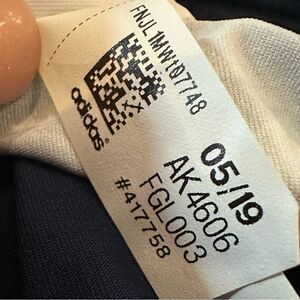 FNJL1MW107748
adidas
05/19
AK4606
FGL003
#417758